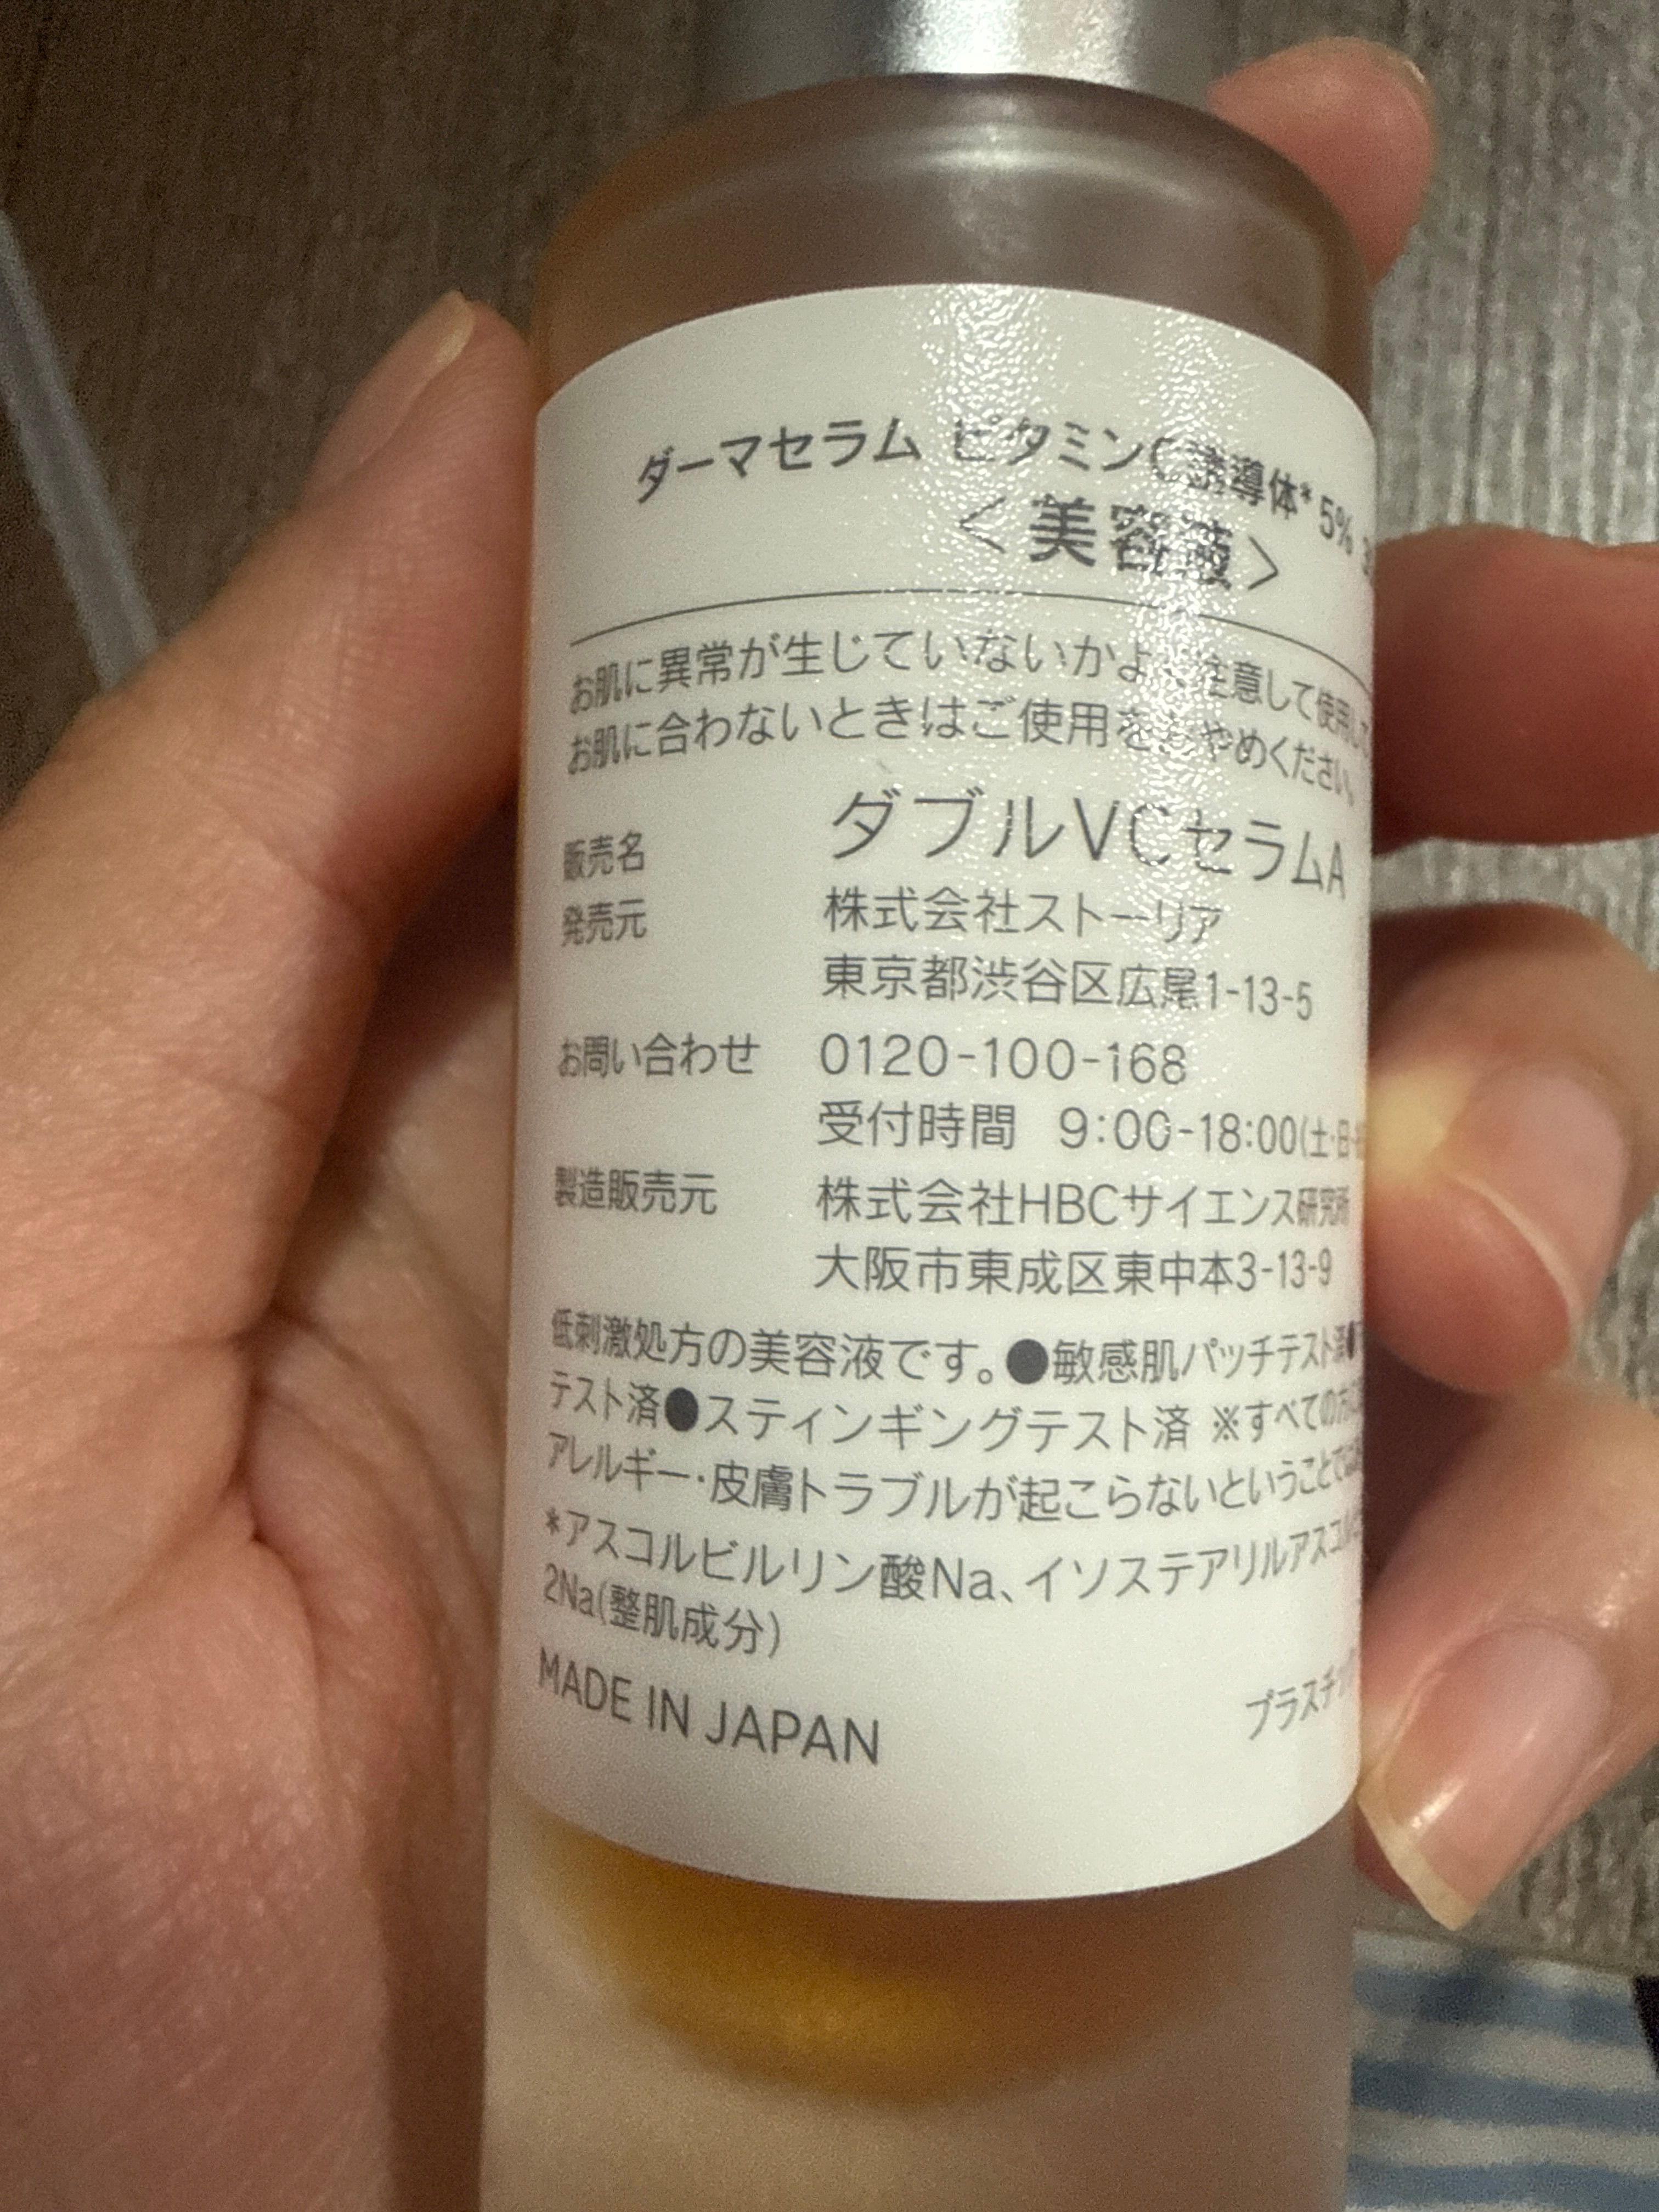 ダーマセラム ビタミンC誘導体* 5%
<美容液>
お肌に異常が生じていないかよく注意して使用して
お肌に合わないときはご使用をおやめください。
販売名 ダブルVCセラムA
発売元 株式会社ストーリア
東京都渋谷区広尾1-13-5
お問い合わせ 0120-100-168
受付時間 9:00-18:00(土・日・
製造販売元 株式会社HBCサイエンス研究所
大阪市東成区東中本3-13-9
低刺激処方の美容液です。●敏感肌パッチテスト済●
テスト済●スティンギングテスト済 ※すべての方に
アレルギー・皮膚トラブルが起こらないということでは
*アスコルビルリン酸Na、イソステアリルアスコル
2Na(整肌成分)
MADE IN JAPAN
プラスチッ